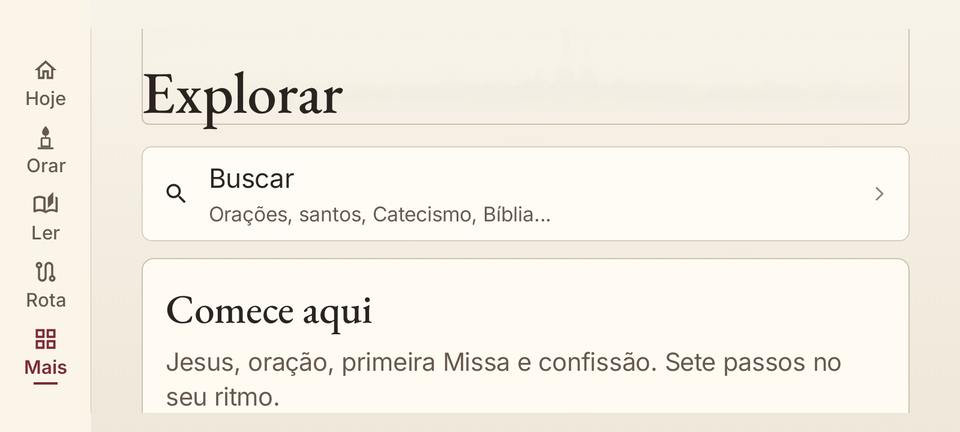 Hoje
Orar
Ler
Rota
Mais
Explorar
Buscar
Orações, santos, Catecismo, Bíblia...
Comece aqui
Jesus, oração, primeira Missa e confissão. Sete passos no
seu ritmo.